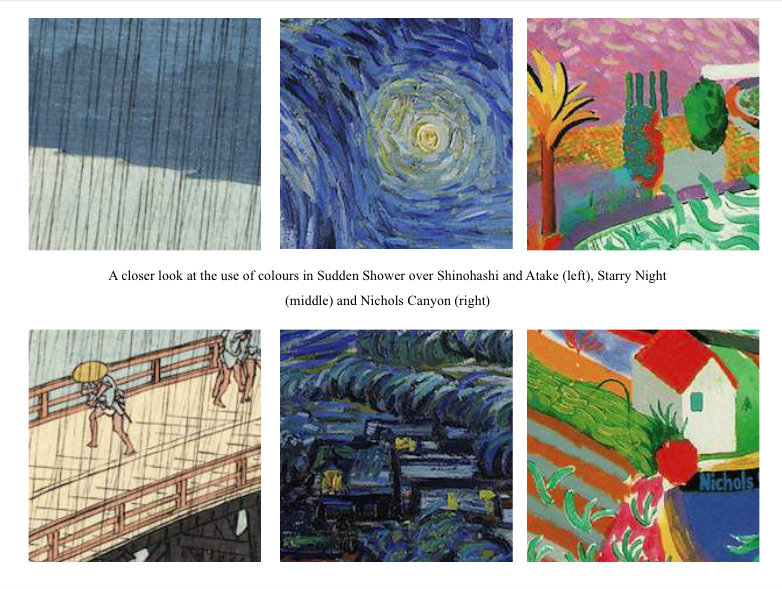 A closer look at the use of colours in Sudden Shower over Shinohashi and Atake (left), Starry Night
(middle) and Nichols Canyon (right)
Nichols